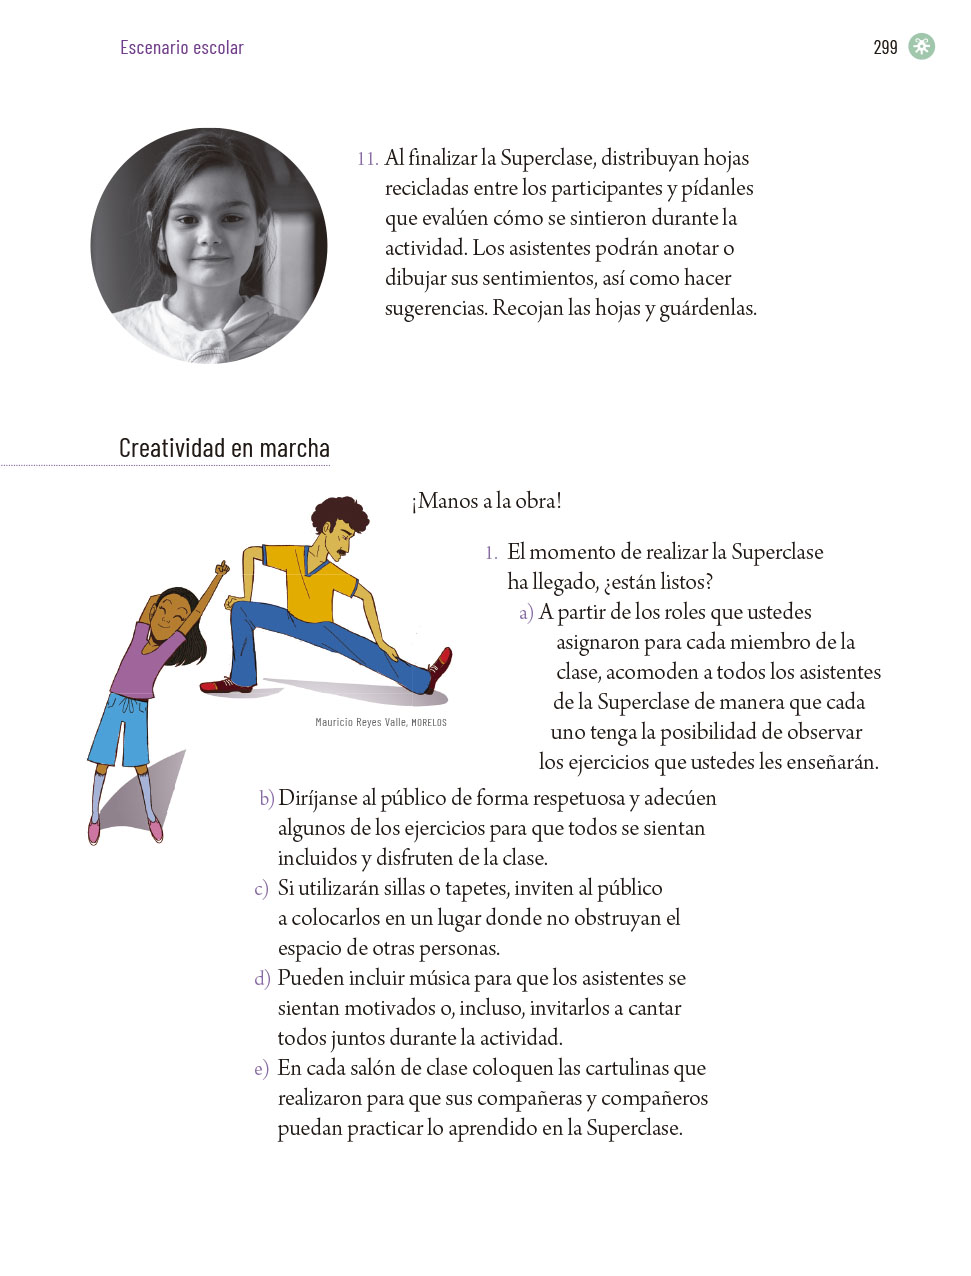 Escenario escolar
299
11. Al finalizar la Superclase, distribuyan hojas
recicladas entre los participantes y pídanles
que evalúen cómo se sintieron durante la
actividad. Los asistentes podrán anotar o
dibujar sus sentimientos, así como hacer
sugerencias. Recojan las hojas y guárdenlas.
Creatividad en marcha
¡Manos a la obra!
1. El momento de realizar la Superclase
ha llegado, ¿están listos?
a) A partir de los roles que ustedes
asignaron para cada miembro de la
clase, acomoden a todos los asistentes
de la Superclase de manera que cada
uno tenga la posibilidad de observar
los ejercicios que ustedes les enseñarán.
Mauricio Reyes Valle, MORELOS
b) Diríjanse al público de forma respetuosa y adecúen
algunos de los ejercicios para que todos se sientan
incluidos y disfruten de la clase.
c) Si utilizarán sillas o tapetes, inviten al público
a colocarlos en un lugar donde no obstruyan el
espacio de otras personas.
d) Pueden incluir música para que los asistentes se
sientan motivados o, incluso, invitarlos a cantar
todos juntos durante la actividad.
e) En cada salón de clase coloquen las cartulinas que
realizaron para que sus compañeras y compañeros
puedan practicar lo aprendido en la Superclase.